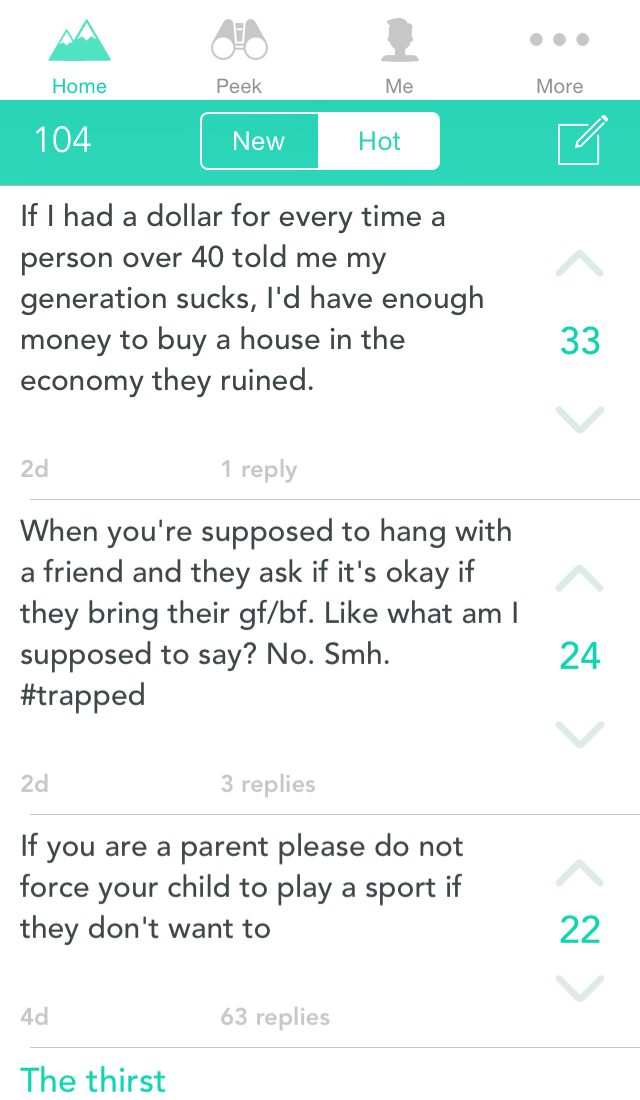 Home Peek Me More
104 New Hot
If I had a dollar for every time a
person over 40 told me my
generation sucks, I'd have enough
money to buy a house in the
economy they ruined.
33
2d 1 reply
When you're supposed to hang with
a friend and they ask if it's okay if
they bring their gf/bf. Like what am I
supposed to say? No. Smh.
#trapped
24
2d 3 replies
If you are a parent please do not
force your child to play a sport if
they don't want to
22
4d 63 replies
The thirst